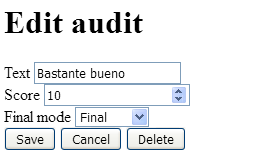 Edit audit
Text Bastante bueno
Score 10
Final mode Final
Save Cancel Delete